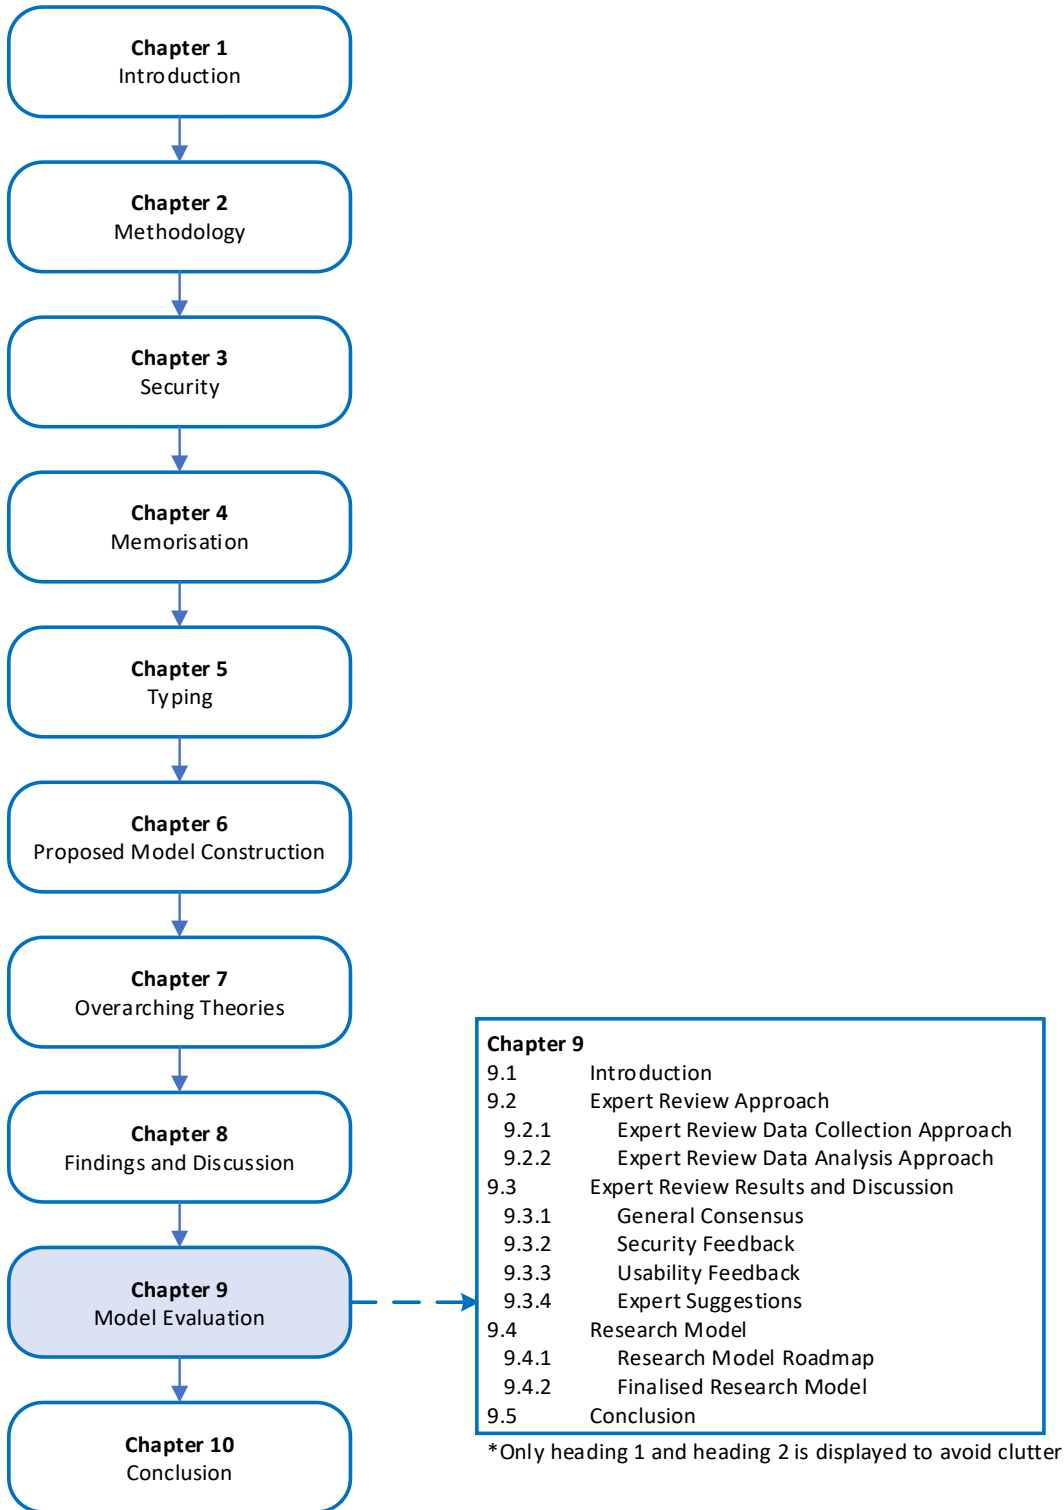 Chapter 1
Introduction
Chapter 2
Methodology
Chapter 3
Security
Chapter 4
Memorisation
Chapter 5
Typing
Chapter 6
Proposed Model Construction
Chapter 7
Overarching Theories
Chapter 8
Findings and Discussion
Chapter 9
Model Evaluation
Chapter 10
Conclusion
Chapter 9
9.1 Introduction
9.2 Expert Review Approach
9.2.1 Expert Review Data Collection Approach
9.2.2 Expert Review Data Analysis Approach
9.3 Expert Review Results and Discussion
9.3.1 General Consensus
9.3.2 Security Feedback
9.3.3 Usability Feedback
9.3.4 Expert Suggestions
9.4 Research Model
9.4.1 Research Model Roadmap
9.4.2 Finalised Research Model
9.5 Conclusion
*Only heading 1 and heading 2 is displayed to avoid clutter